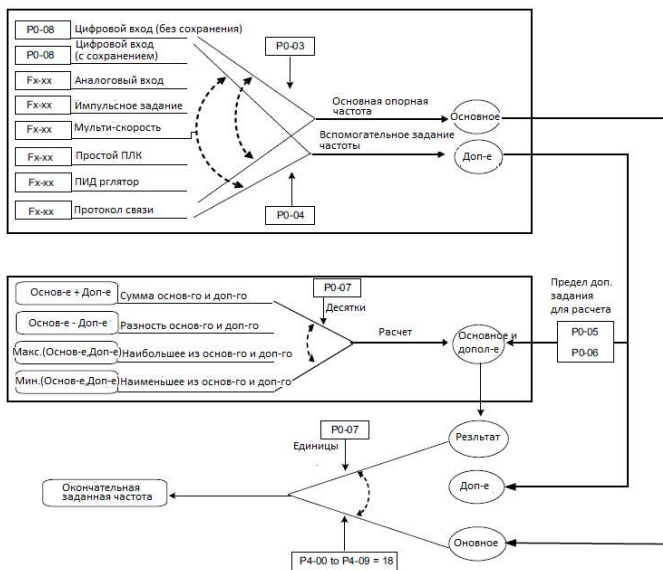 P0-08 Цифровой вход (без сохранения)
P0-08 Цифровой вход
(с сохранением)
Fx-xx Аналоговый вход
Fx-xx Импульсное задание
Fx-xx Мульти-скорость
Fx-xx Простой ПЛК
Fx-xx ПИД рглятор
Fx-xx Протокол связи
P0-03
P0-04
Основная опорная
частота
Вспомогательное задание
частоты
Основное
Доп-е
Основ-е + Доп-е Сумма основ-го и доп-го
Основ-е - Доп-е Разность основ-го и доп-го
Макс.(Основ-е,Доп-е) Наибольшее из основ-го и доп-го
Мин.(Основ-е,Доп-е) Наименьшее из основ-го и доп-го
P0-07
Десятки
Расчет
Основное и
допол-е
Предел доп.
задания
для расчета
P0-05
P0-06
P0-07
Единицы
Резльтат
Окончательная
заданная частота
Доп-е
Оновное
P4-00 to P4-09 = 18